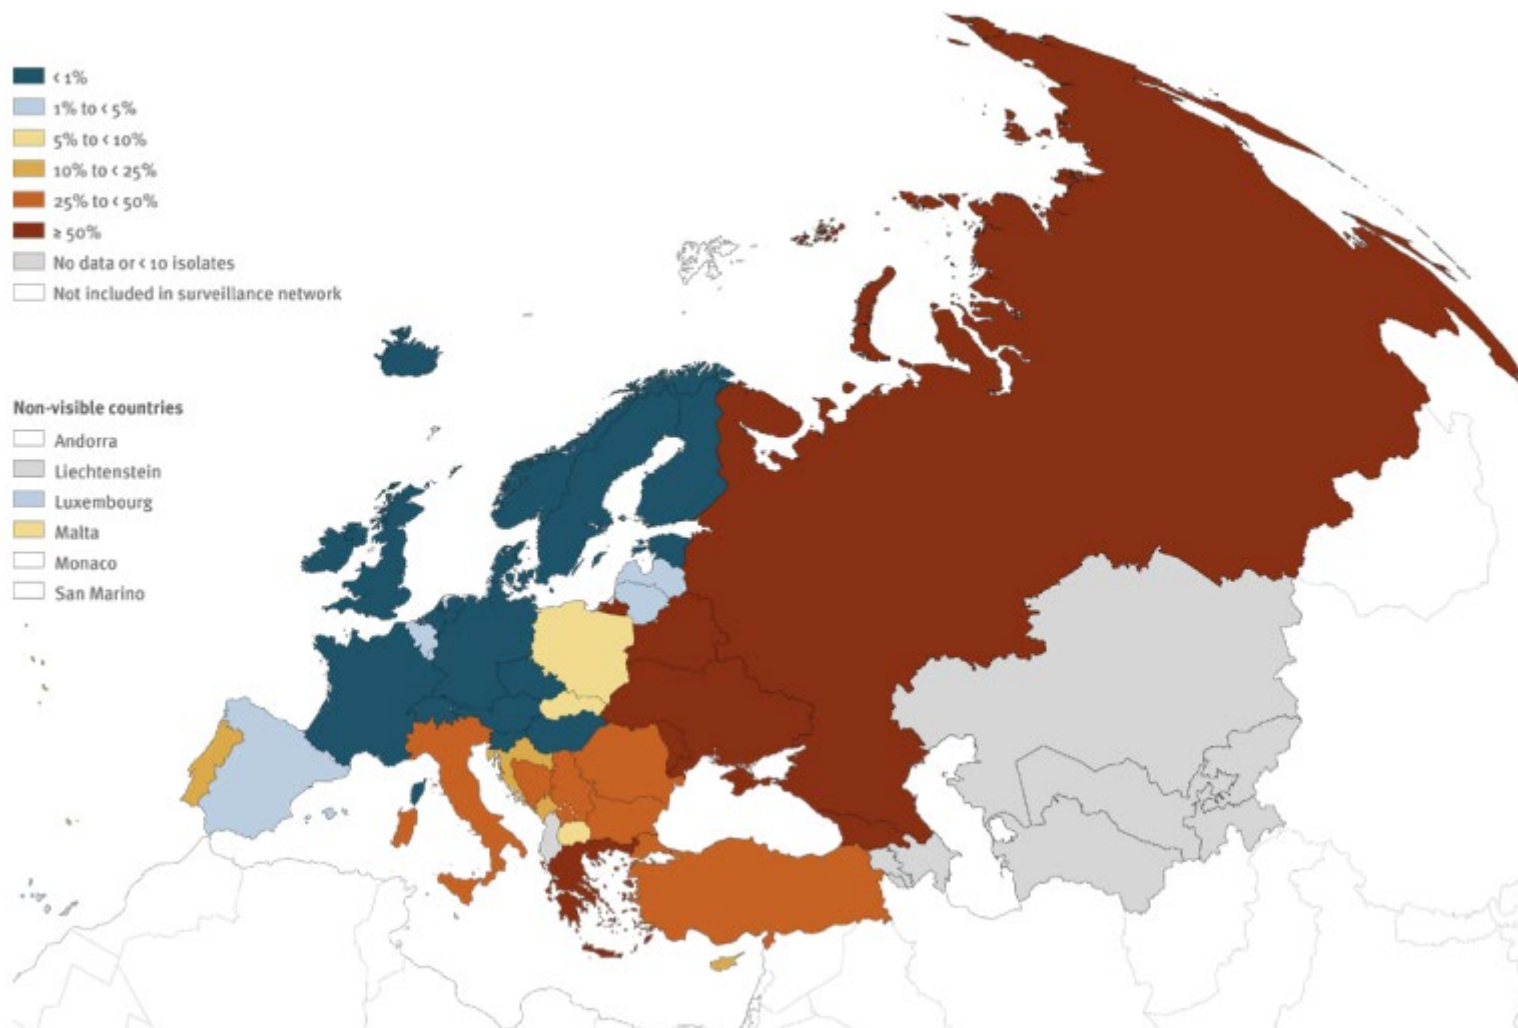 < 1%
1% to < 5%
5% to < 10%
10% to < 25%
25% to < 50%
≥ 50%
No data or < 10 isolates
Not included in surveillance network
Non-visible countries
Andorra
Liechtenstein
Luxembourg
Malta
Monaco
San Marino